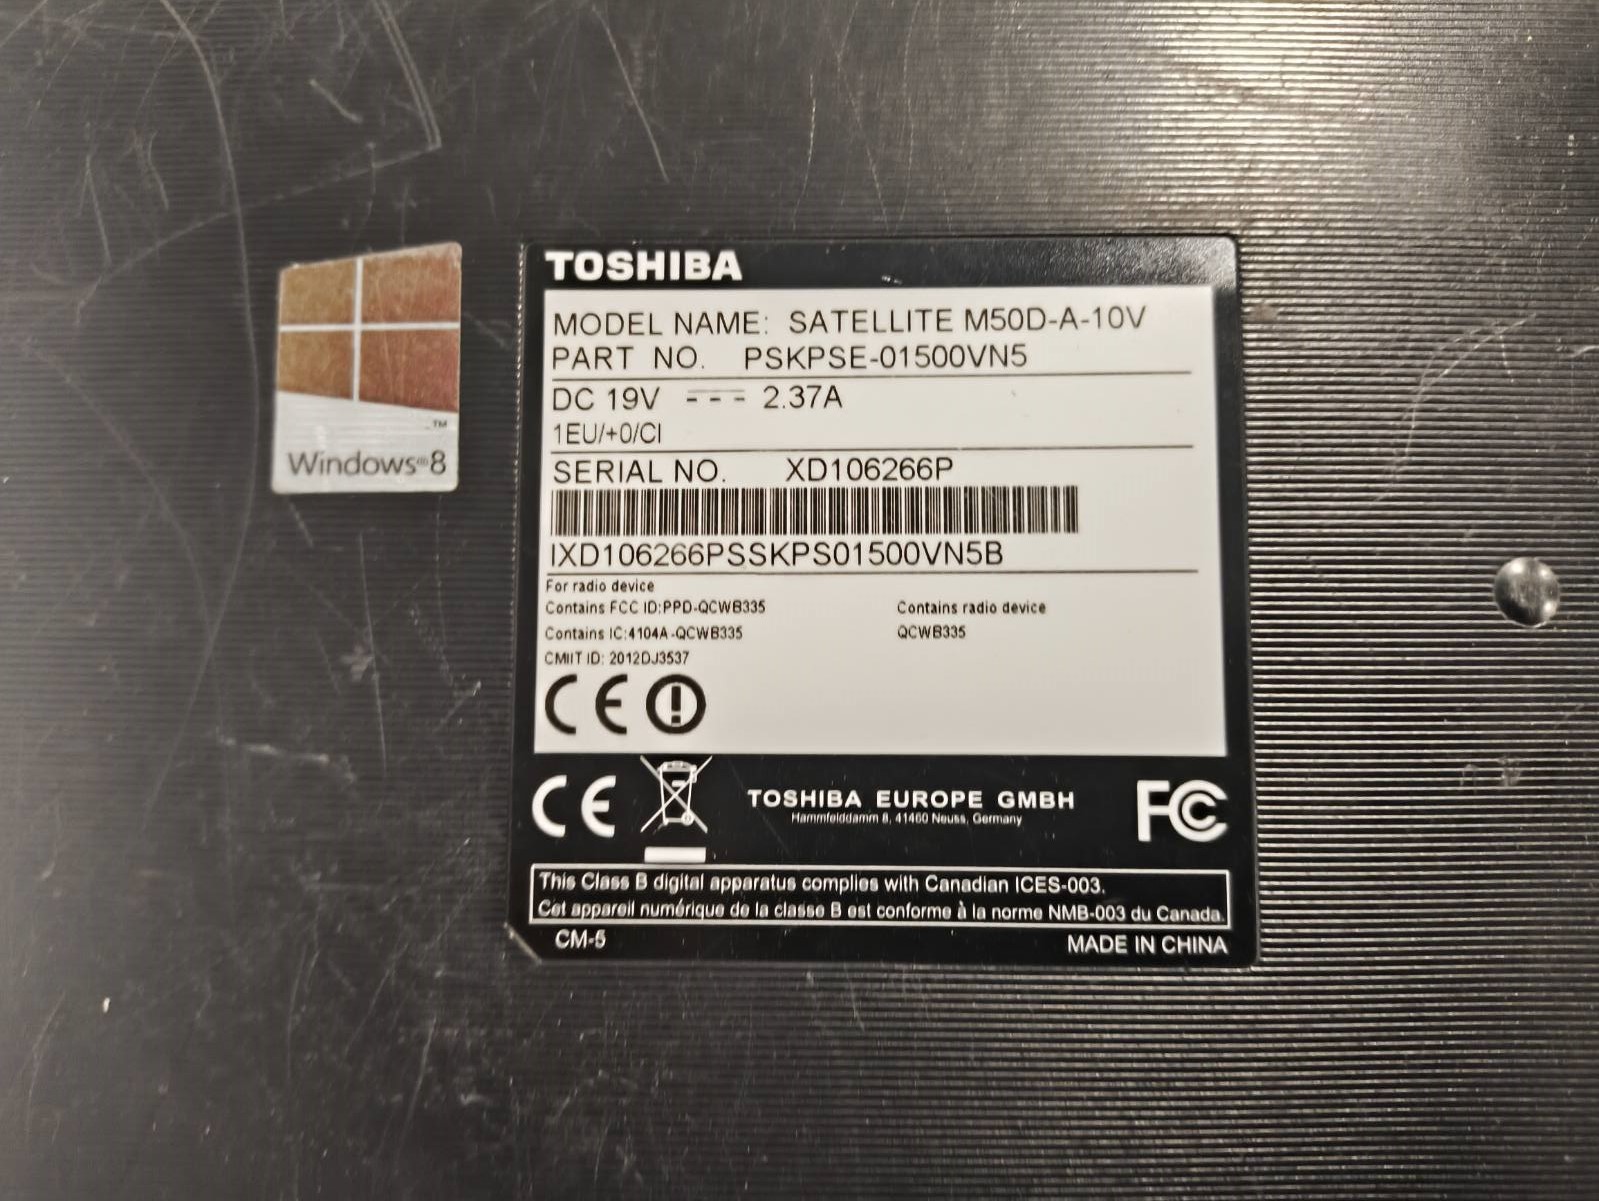 TOSHIBA
MODEL NAME: SATELLITE M50D-A-10V
PART NO. PSKPSE-01500VN5
DC 19V 2.37A
1EU/+0/CI
SERIAL NO. XD106266P
IXD106266PSSKPS01500VN5B
For radio device
Contains FCC ID:PPD-QCWB335
Contains IC:4104A-QCWB335
CMIIT ID: 2012DJ3537
Contains radio device
QCWB335
CE
CE
TOSHIBA EUROPE GMBH
Hammfelddamm 8, 41460 Neuss, Germany
FC
This Class B digital apparatus complies with Canadian ICES-003.
Cet appareil numérique de la classe B est conforme à la norme NMB-003 du Canada.
CM-5
MADE IN CHINA
Windows®8
™